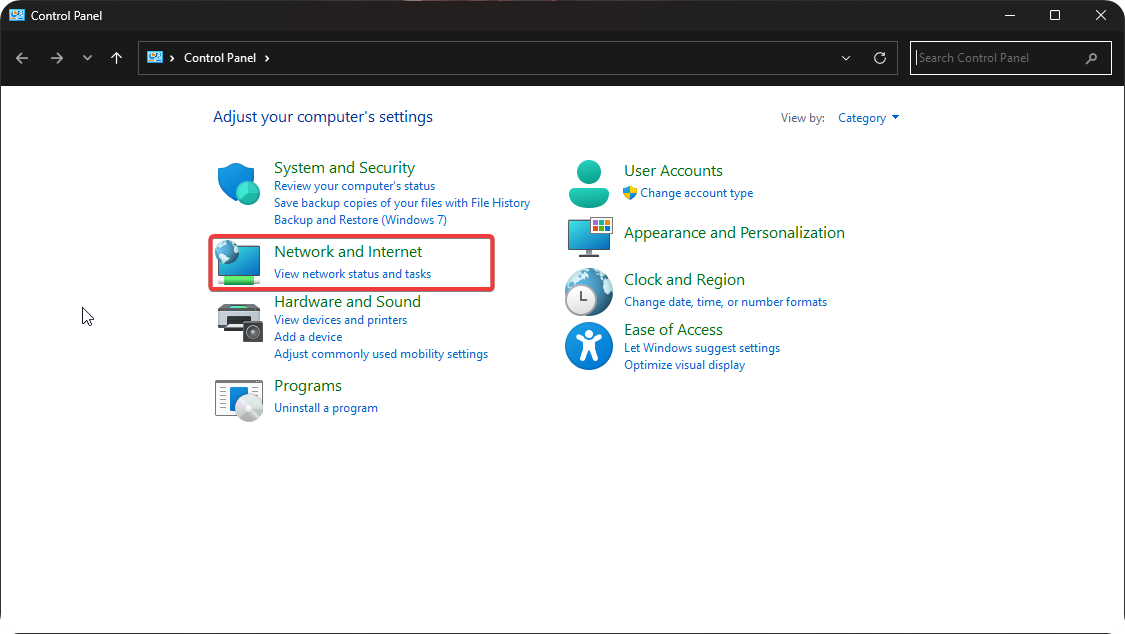 Control Panel
Control Panel
Search Control Panel
Adjust your computer's settings
View by: Category
System and Security
Review your computer's status
Save backup copies of your files with File History
Backup and Restore (Windows 7)
Network and Internet
View network status and tasks
Hardware and Sound
View devices and printers
Add a device
Adjust commonly used mobility settings
Programs
Uninstall a program
User Accounts
Change account type
Appearance and Personalization
Clock and Region
Change date, time, or number formats
Ease of Access
Let Windows suggest settings
Optimize visual display